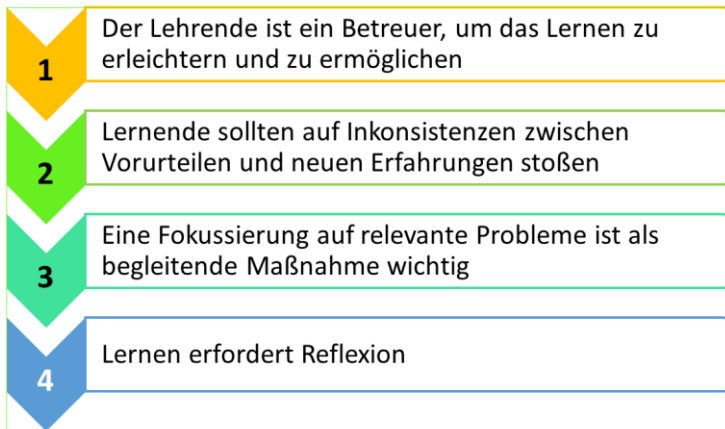 1
Der Lehrende ist ein Betreuer, um das Lernen zu
erleichtern und zu ermöglichen
2
Lernende sollten auf Inkonsistenzen zwischen
Vorurteilen und neuen Erfahrungen stoßen
3
Eine Fokussierung auf relevante Probleme ist als
begleitende Maßnahme wichtig
4
Lernen erfordert Reflexion